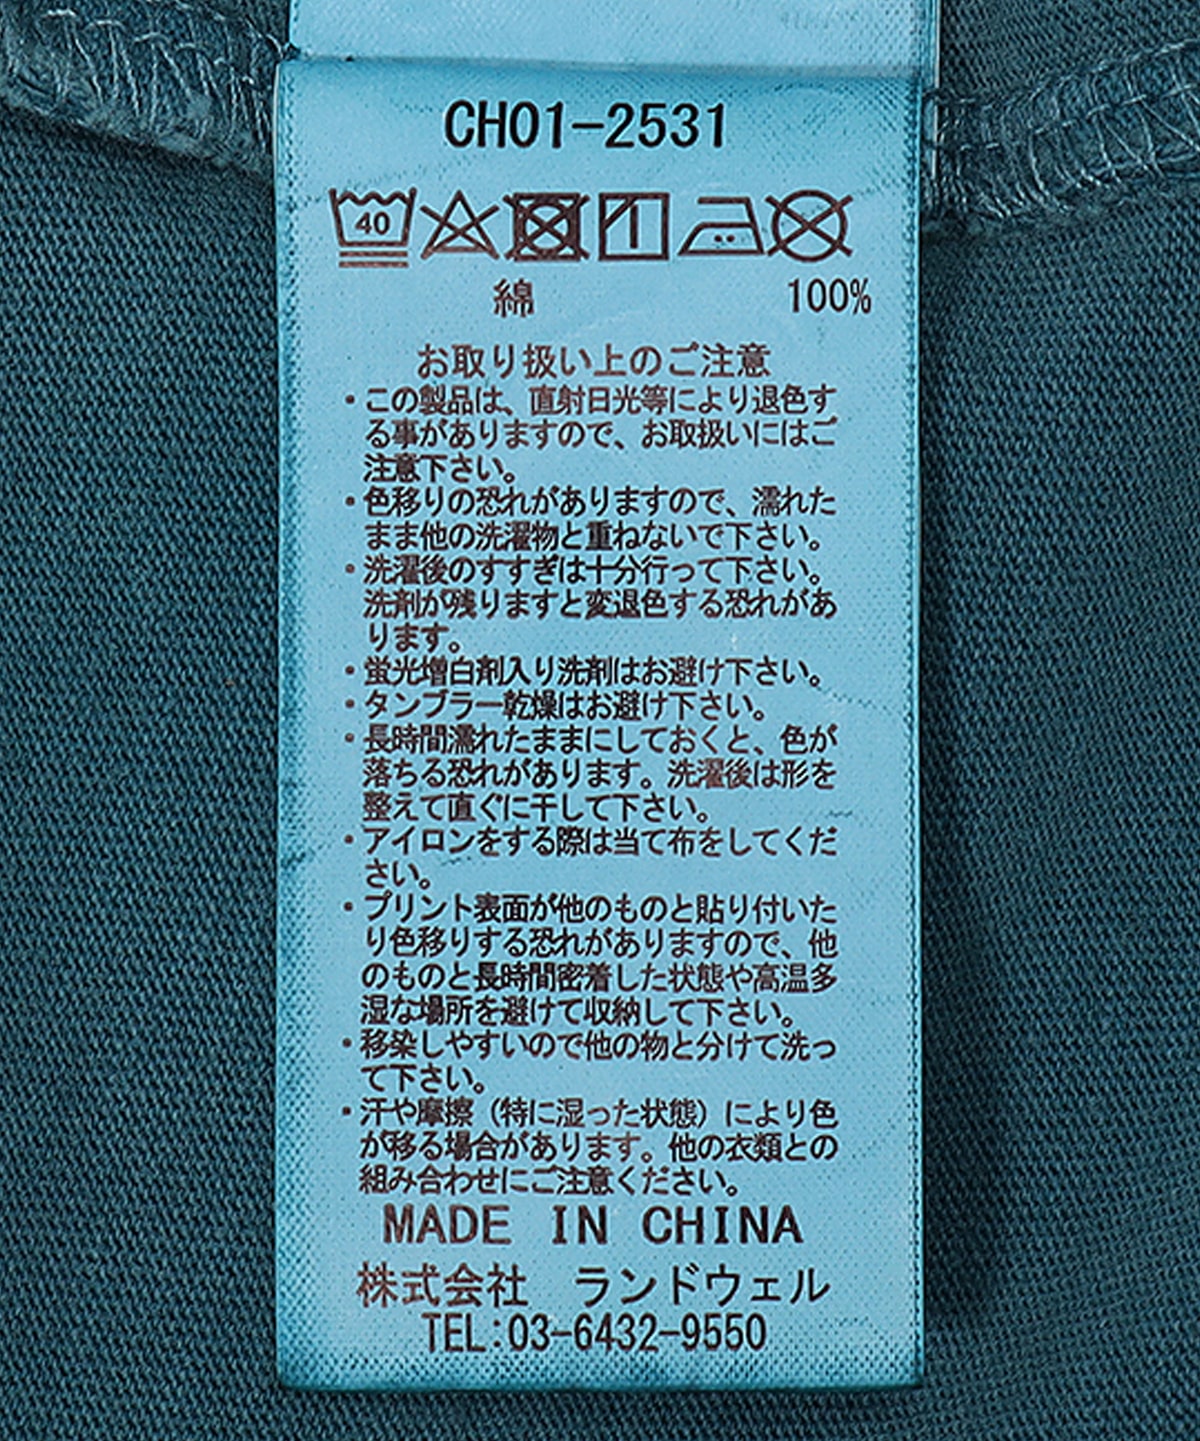 CH01-2531
40
綿 100%
お取り扱い上のご注意
・この製品は、直射日光等により退色す
る事がありますので、お取扱いにはご
注意下さい。
・色移りの恐れがありますので、濡れた
まま他の洗濯物と重ねないで下さい。
・洗濯後のすすぎは十分行って下さい。
洗剤が残りますと変退色する恐れがあ
ります。
・蛍光増白剤入り洗剤はお避け下さい。
・タンブラー乾燥はお避け下さい。
・長時間濡れたままにしておくと、色が
落ちる恐れがあります。洗濯後は形を
整えて直ぐに干して下さい。
・アイロンをする際は当て布をしてくだ
さい。
・プリント表面が他のものと貼り付いた
り色移りする恐れがありますので、他
のものと長時間密着した状態や高温多
湿な場所を避けて収納して下さい。
・移染しやすいので他の物と分けて洗っ
て下さい。
・汗や摩擦（特に湿った状態）により色
が移る場合があります。他の衣類との
組み合わせにご注意ください。
MADE IN CHINA
株式会社 ランドウェル
TEL:03-6432-9550